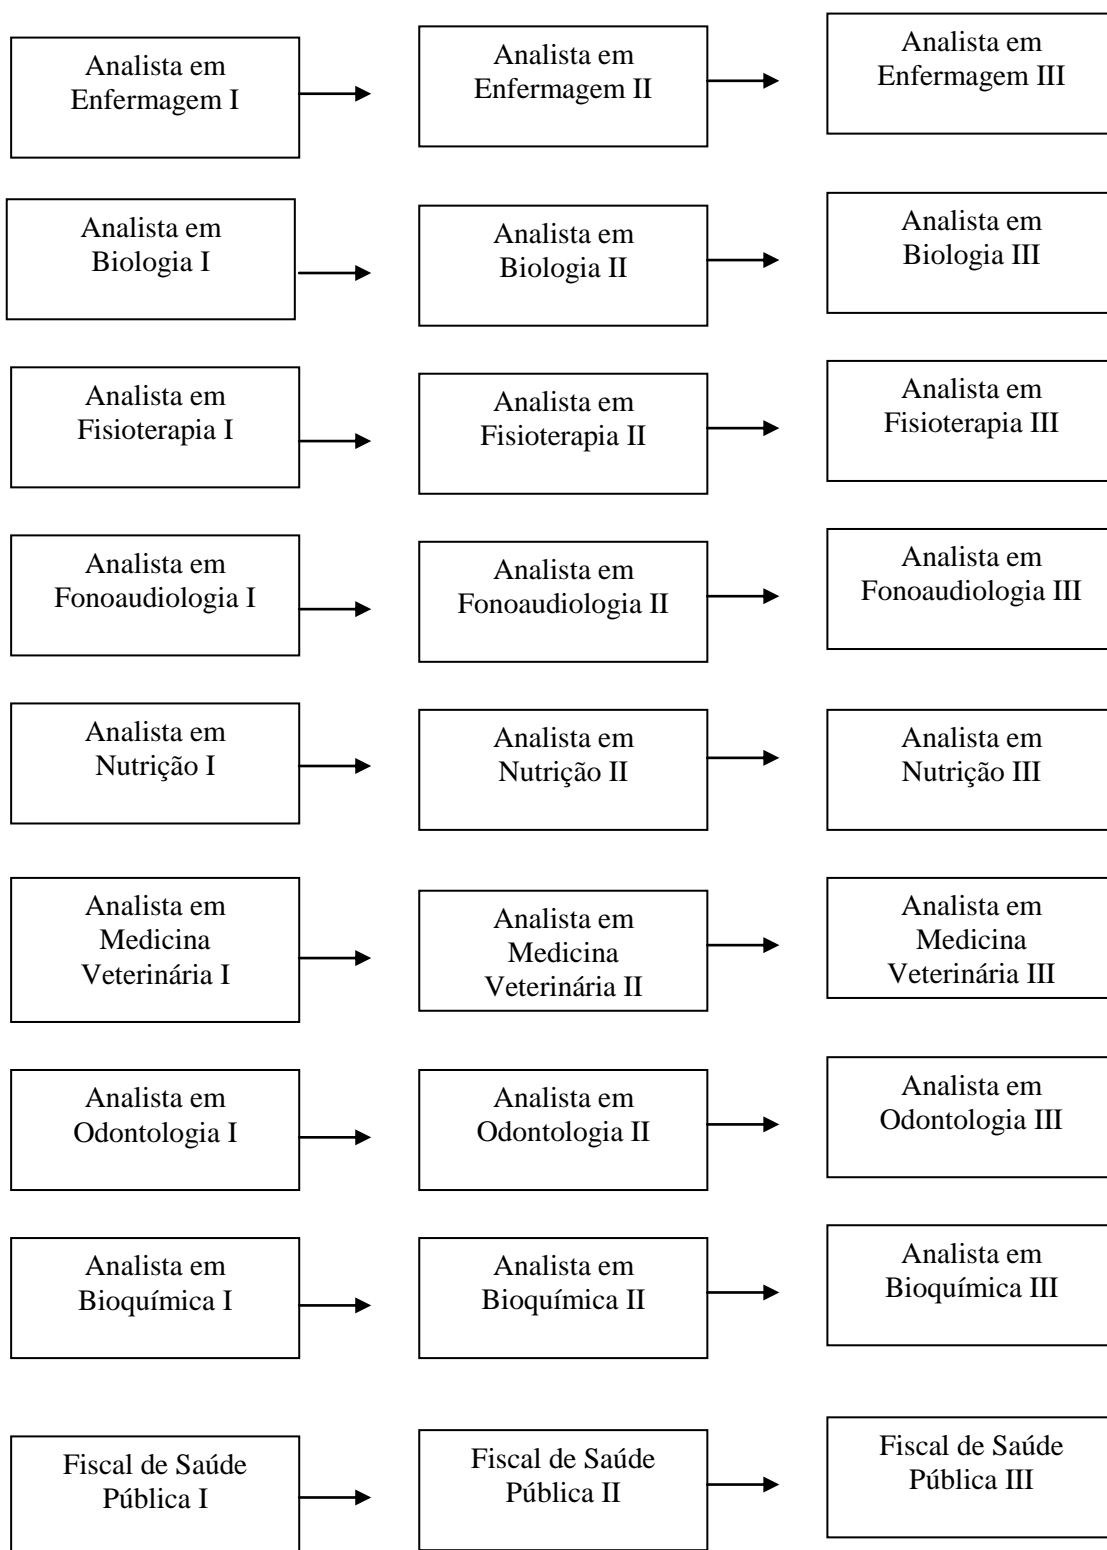 Analista em
Enfermagem I
Analista em
Enfermagem II
Analista em
Enfermagem III
Analista em
Biologia I
Analista em
Biologia II
Analista em
Biologia III
Analista em
Fisioterapia I
Analista em
Fisioterapia II
Analista em
Fisioterapia III
Analista em
Fonoaudiologia I
Analista em
Fonoaudiologia II
Analista em
Fonoaudiologia III
Analista em
Nutrição I
Analista em
Nutrição II
Analista em
Nutrição III
Analista em
Medicina
Veterinária I
Analista em
Medicina
Veterinária II
Analista em
Medicina
Veterinária III
Analista em
Odontologia I
Analista em
Odontologia II
Analista em
Odontologia III
Analista em
Bioquímica I
Analista em
Bioquímica II
Analista em
Bioquímica III
Fiscal de Saúde
Pública I
Fiscal de Saúde
Pública II
Fiscal de Saúde
Pública III